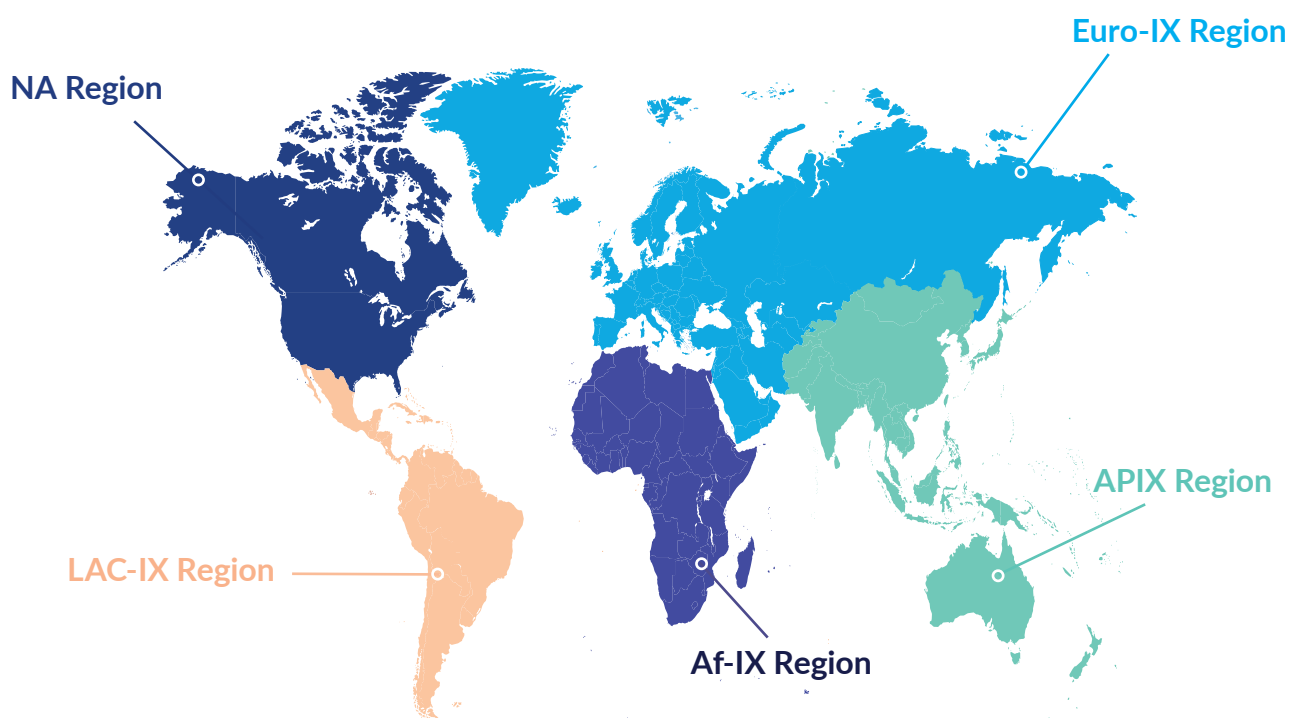 Euro-IX Region
NA Region
APIX Region
LAC-IX Region
Af-IX Region